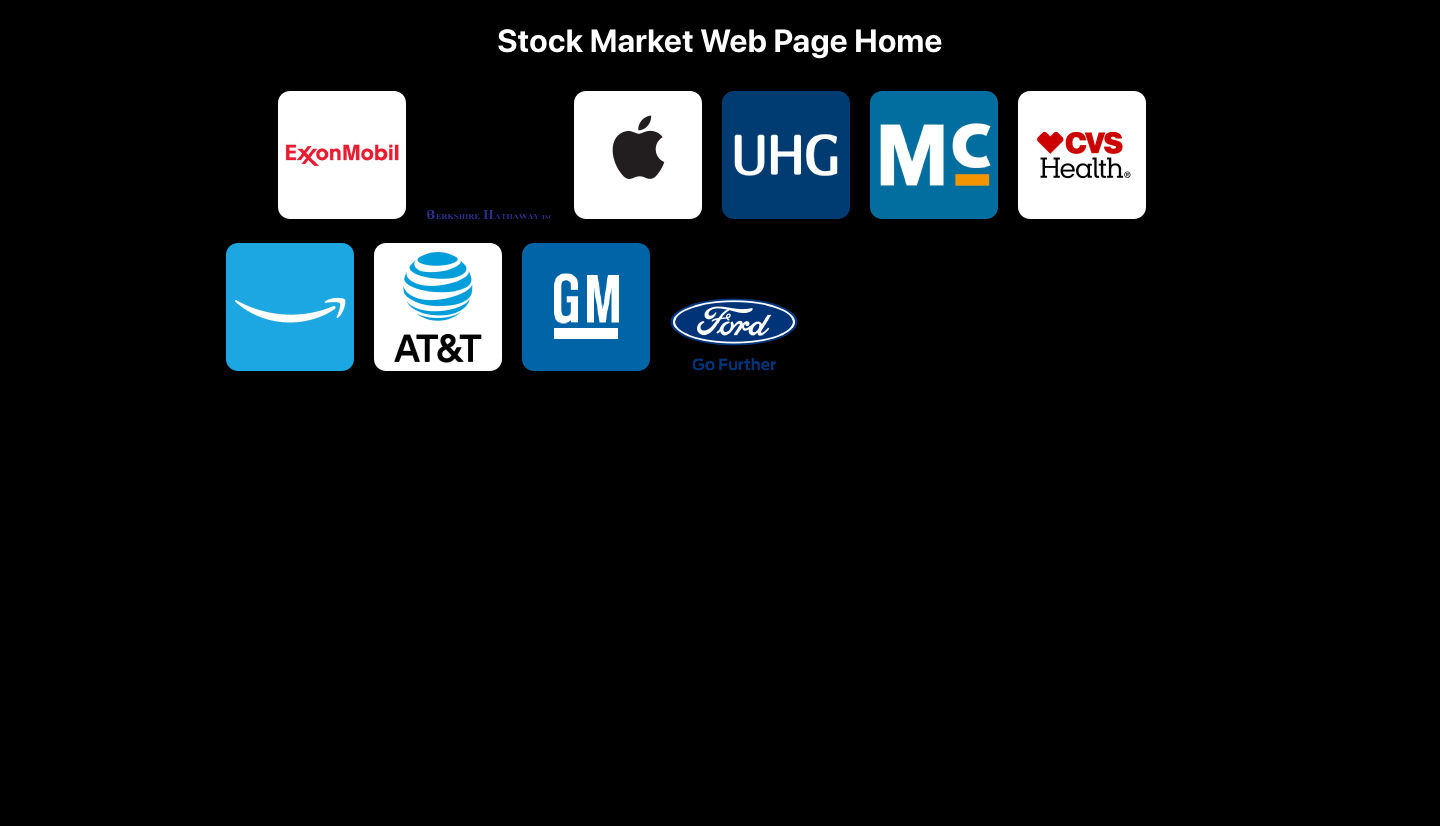 Stock Market Web Page Home
ExxonMobil
BERKSHIRE HATHAWAY INC
UHG
Mc
CVS
Health®
AT&T
GM
Ford
Go Further